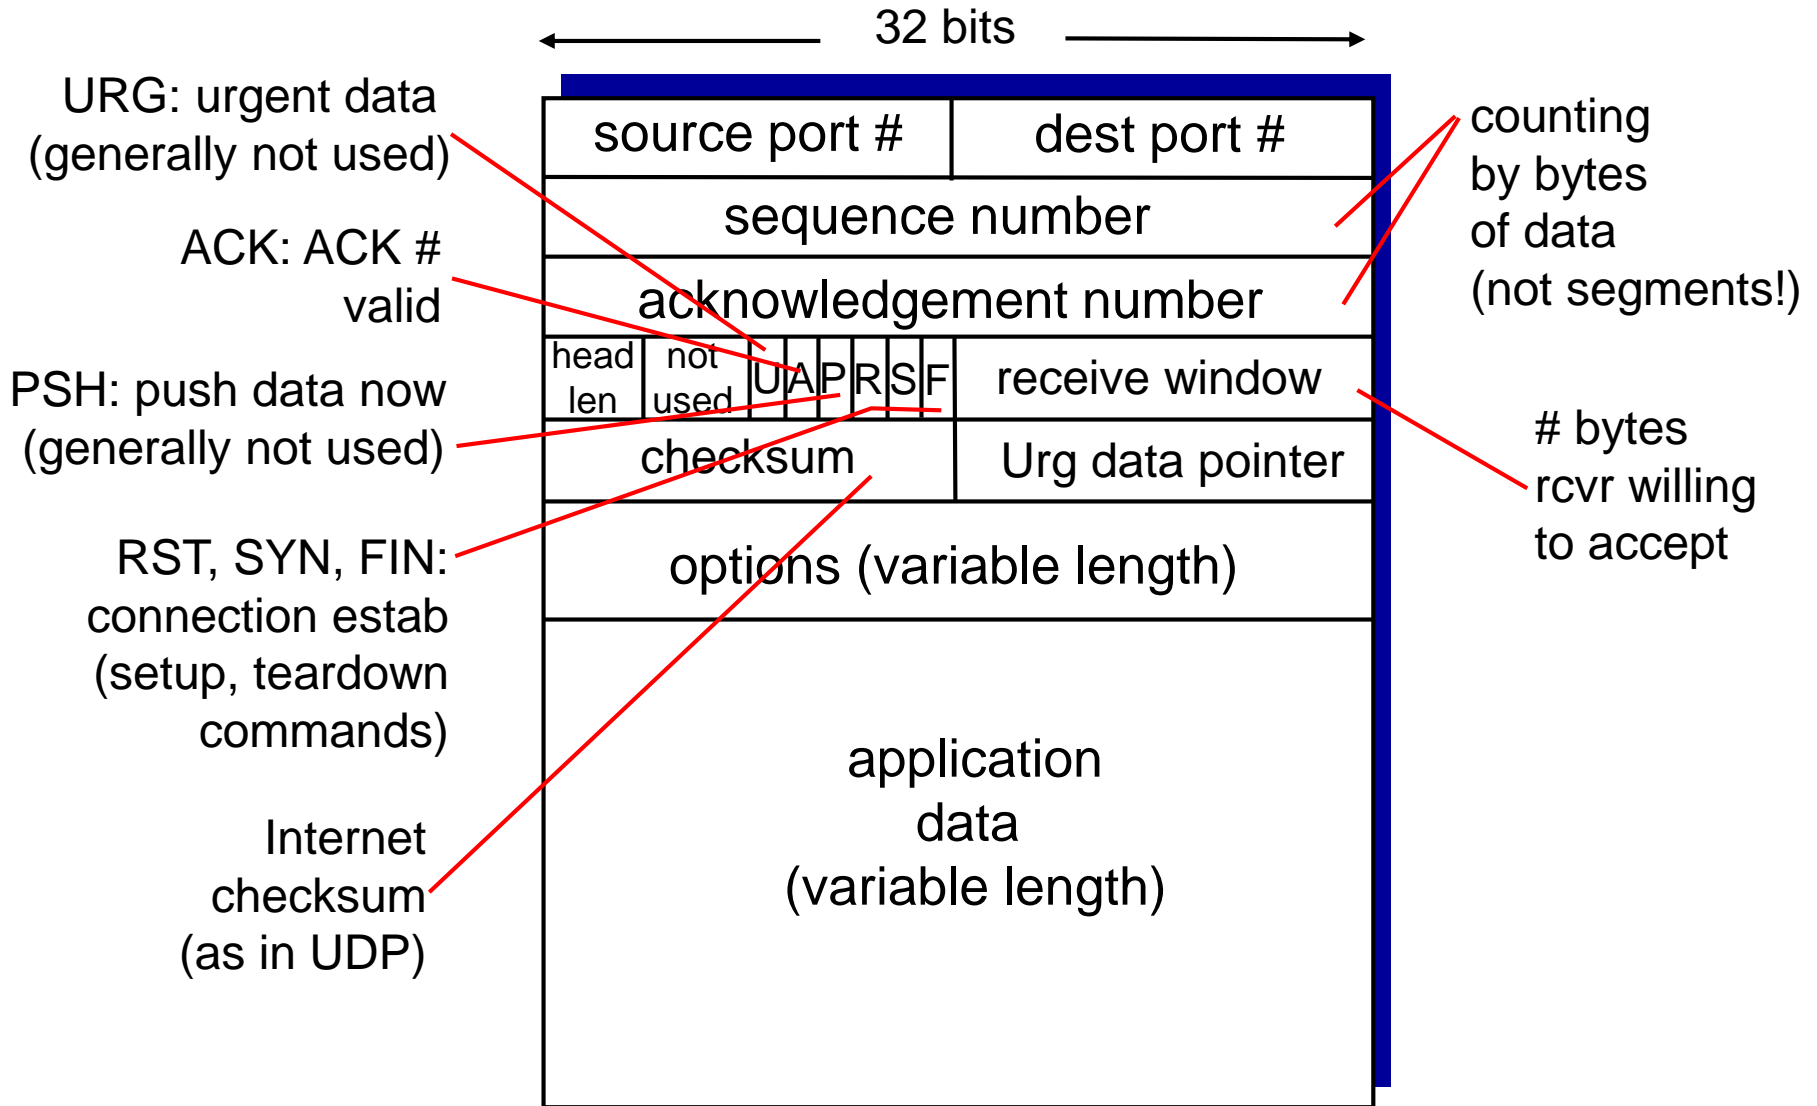 32 bits
URG: urgent data
(generally not used)
ACK: ACK #
valid
PSH: push data now
(generally not used)
RST, SYN, FIN:
connection estab
(setup, teardown
commands)
Internet
checksum
(as in UDP)
source port #
dest port #
sequence number
acknowledgement number
head
len
not
used
U A P R S F
receive window
checksum
Urg data pointer
options (variable length)
application
data
(variable length)
counting
by bytes
of data
(not segments!)
# bytes
rcvr willing
to accept